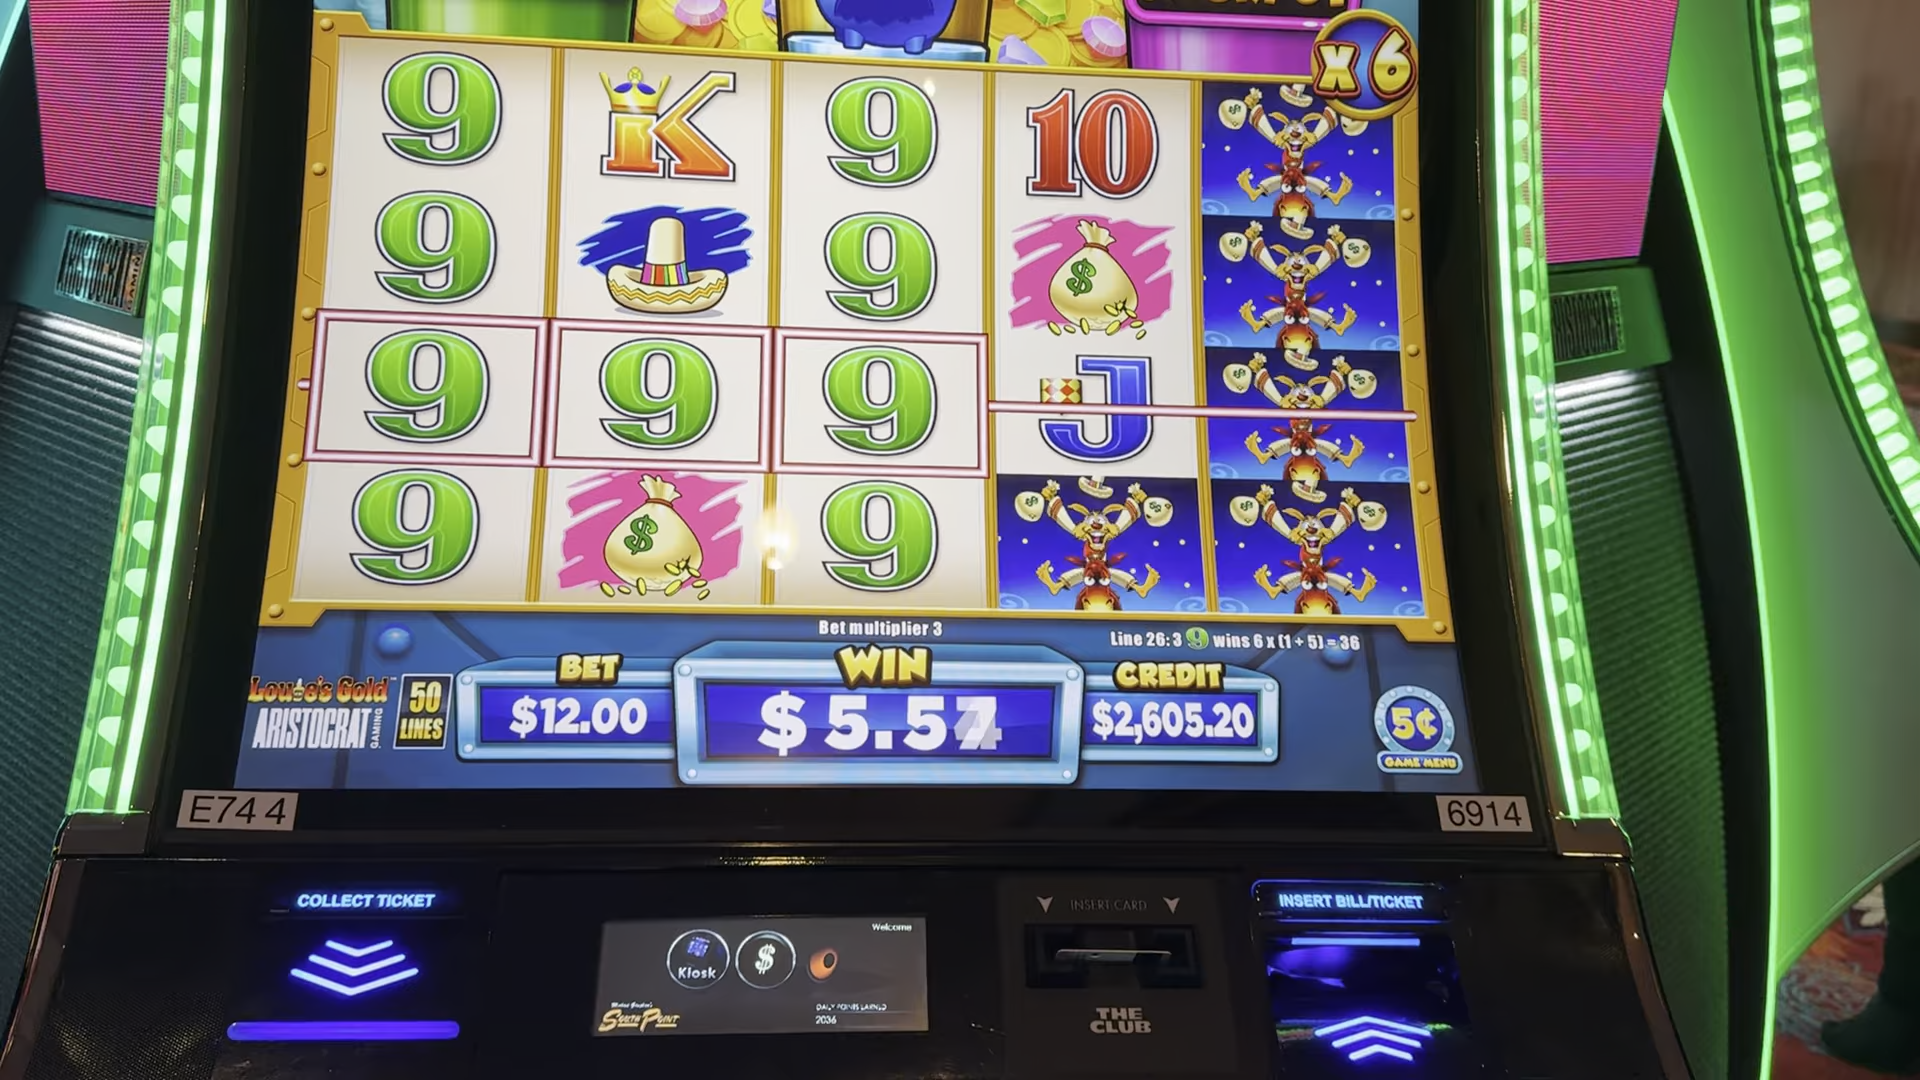 X6
9 K 9 10
9 9 $
9 9 9 J
9 $ 9
Bet multiplier 3
Line 26: 3 9 wins 6 x (1 + 5) = 36
BET
WIN
CREDIT
$12.00
$5.57
$2,605.20
Louie's Gold™
ARISTOCRAT
GAMING
50
LINES
5¢
GAME MENU
E74 4
6914
COLLECT TICKET
INSERT CARD
INSERT BILL/TICKET
Welcome
Kiosk
$
South Point
DAILY POINTS EARNED
2036
THE
CLUB